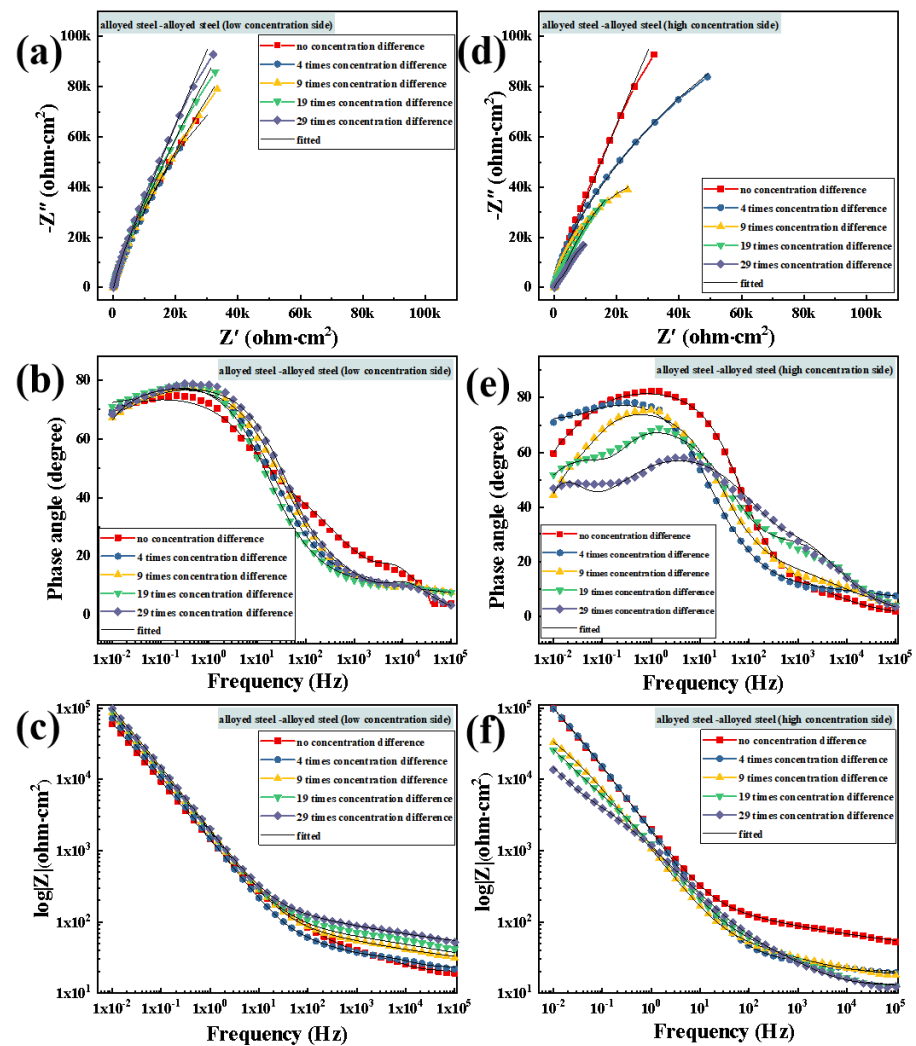 (a)
alloyed steel -alloyed steel (low concentration side)
100k
80k
60k
40k
20k
0
-Z″ (ohm·cm²)
no concentration difference
4 times concentration difference
9 times concentration difference
19 times concentration difference
29 times concentration difference
fitted
0 20k 40k 60k 80k 100k
Z′ (ohm·cm²)
(d)
alloyed steel -alloyed steel (high concentration side)
100k
80k
60k
40k
20k
0
-Z″ (ohm·cm²)
no concentration difference
4 times concentration difference
9 times concentration difference
19 times concentration difference
29 times concentration difference
fitted
0 20k 40k 60k 80k 100k
Z′ (ohm·cm²)
(b)
alloyed steel -alloyed steel (low concentration side)
80
60
40
20
0
Phase angle (degree)
no concentration difference
4 times concentration difference
9 times concentration difference
19 times concentration difference
29 times concentration difference
fitted
1x10⁻² 1x10⁻¹ 1x10⁰ 1x10¹ 1x10² 1x10³ 1x10⁴ 1x10⁵
Frequency (Hz)
(e)
alloyed steel -alloyed steel (high concentration side)
100
80
60
40
20
0
Phase angle (degree)
no concentration difference
4 times concentration difference
9 times concentration difference
19 times concentration difference
29 times concentration difference
fitted
1x10⁻² 1x10⁻¹ 1x10⁰ 1x10¹ 1x10² 1x10³ 1x10⁴ 1x10⁵
Frequency (Hz)
(c)
alloyed steel -alloyed steel (low concentration side)
1x10⁵
1x10⁴
1x10³
1x10²
1x10¹
log|Z|(ohm·cm²)
no concentration difference
4 times concentration difference
9 times concentration difference
19 times concentration difference
29 times concentration difference
fitted
1x10⁻² 1x10⁻¹ 1x10⁰ 1x10¹ 1x10² 1x10³ 1x10⁴ 1x10⁵
Frequency (Hz)
(f)
alloyed steel -alloyed steel (high concentration side)
1x10⁵
1x10⁴
1x10³
1x10²
1x10¹
log|Z|(ohm·cm²)
no concentration difference
4 times concentration difference
9 times concentration difference
19 times concentration difference
29 times concentration difference
fitted
10⁻² 10⁻¹ 10⁰ 10¹ 10² 10³ 10⁴ 10⁵
Frequency (Hz)